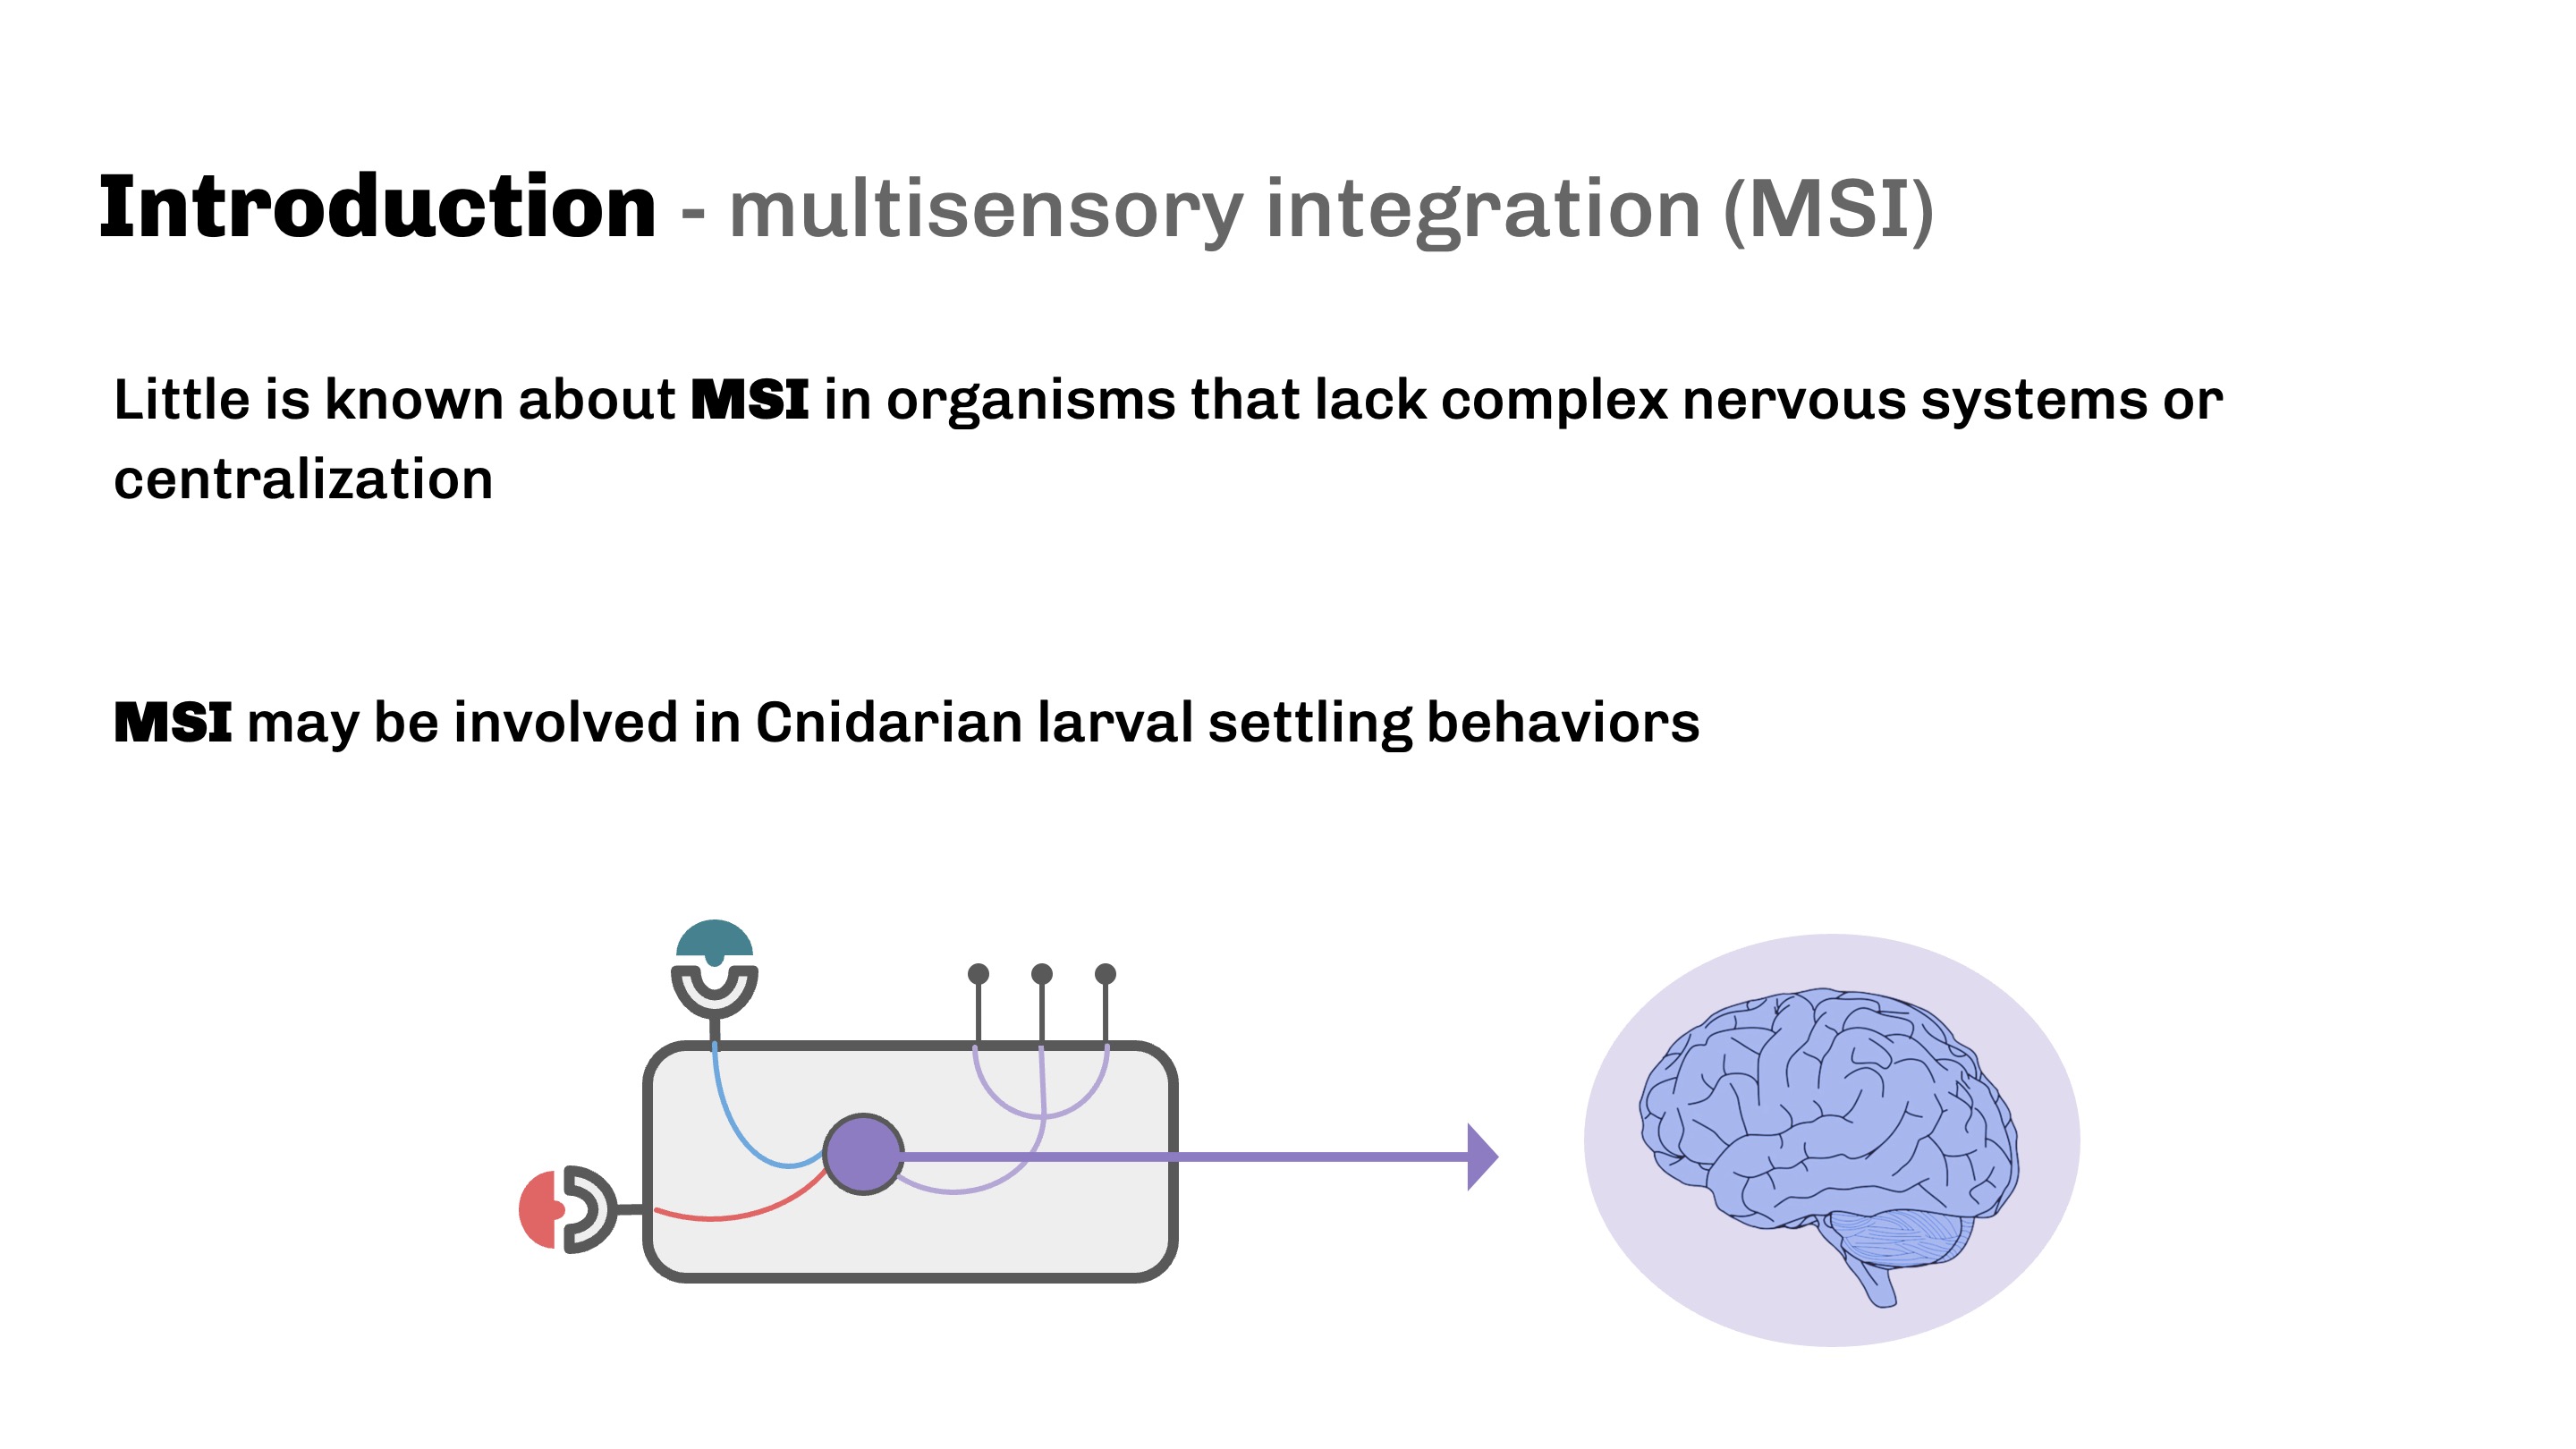 Introduction - multisensory integration (MSI)
Little is known about MSI in organisms that lack complex nervous systems or
centralization
MSI may be involved in Cnidarian larval settling behaviors